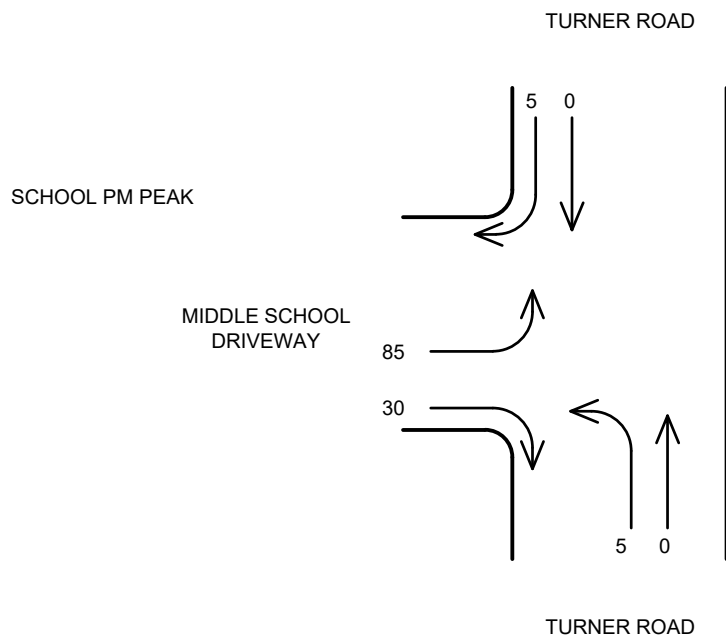 TURNER ROAD
5 0
SCHOOL PM PEAK
MIDDLE SCHOOL
DRIVEWAY
85
30
5 0
TURNER ROAD